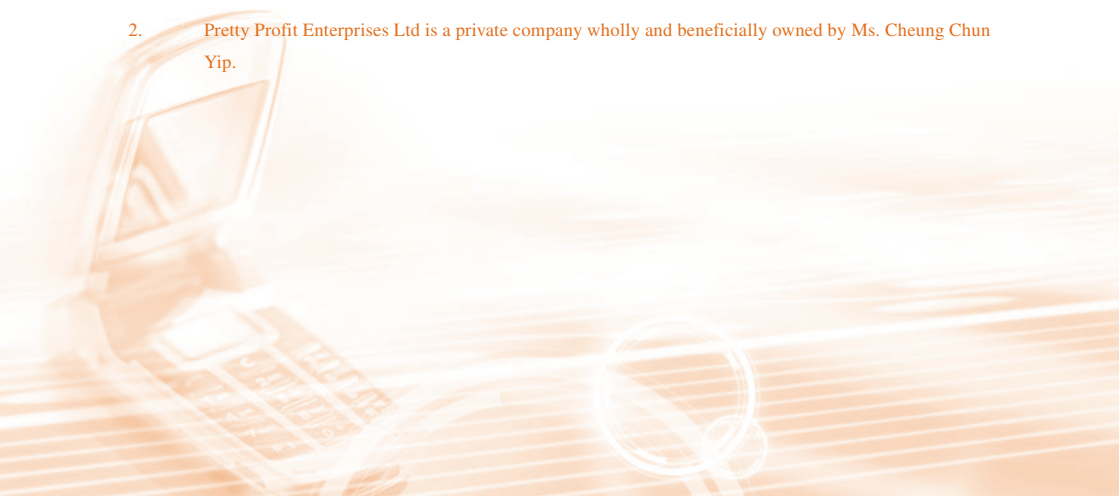 2. Pretty Profit Enterprises Ltd is a private company wholly and beneficially owned by Ms. Cheung Chun
Yip.